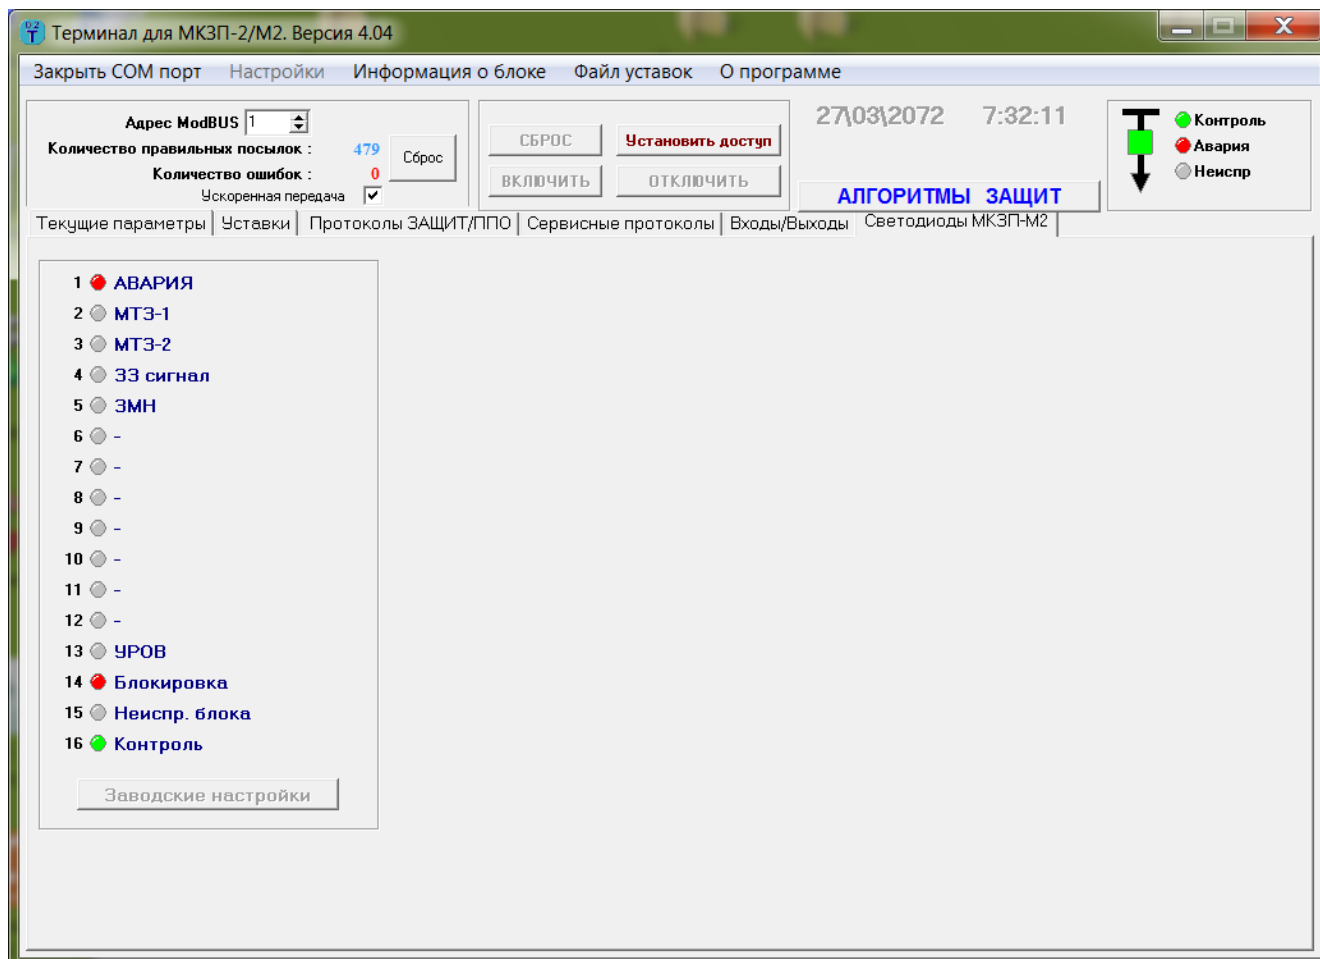 Терминал для МКЗП-2/М2. Версия 4.04
Закрыть COM порт Настройки Информация о блоке Файл уставок О программе
Адрес ModBUS 1
Количество правильных посылок : 479
Количество ошибок : 0
Ускоренная передача
Сброс
СБРОС Установить доступ
ВКЛЮЧИТЬ ОТКЛЮЧИТЬ
27\03\2072 7:32:11
АЛГОРИТМЫ ЗАЩИТ
Контроль
Авария
Неиспр
Текущие параметры Уставки Протоколы ЗАЩИТ/ППО Сервисные протоколы Входы/Выходы Светодиоды МКЗП-М2
1 АВАРИЯ
2 МТЗ-1
3 МТЗ-2
4 ЗЗ сигнал
5 ЗМН
6 -
7 -
8 -
9 -
10 -
11 -
12 -
13 УРОВ
14 Блокировка
15 Неиспр. блока
16 Контроль
Заводские настройки